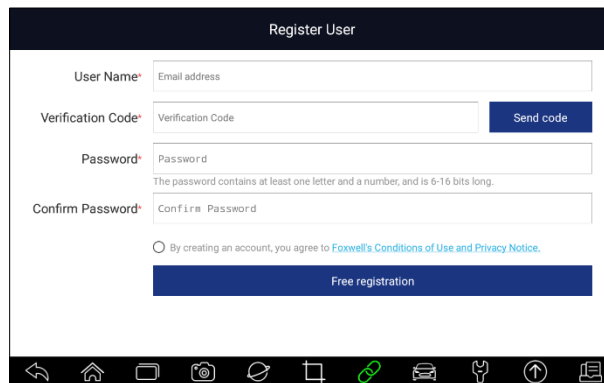 Register User
User Name* Email address
Verification Code* Verification Code Send code
Password* Password
The password contains at least one letter and a number, and is 6-16 bits long.
Confirm Password* Confirm Password
By creating an account, you agree to Foxwell's Conditions of Use and Privacy Notice.
Free registration